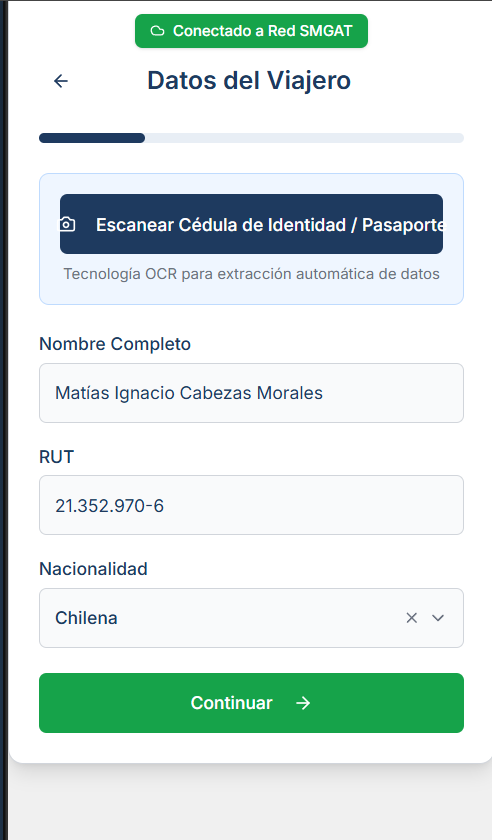 Conectado a Red SMGAT
Datos del Viajero
Escanear Cédula de Identidad / Pasaporte
Tecnología OCR para extracción automática de datos
Nombre Completo
Matías Ignacio Cabezas Morales
RUT
21.352.970-6
Nacionalidad
Chilena
Continuar